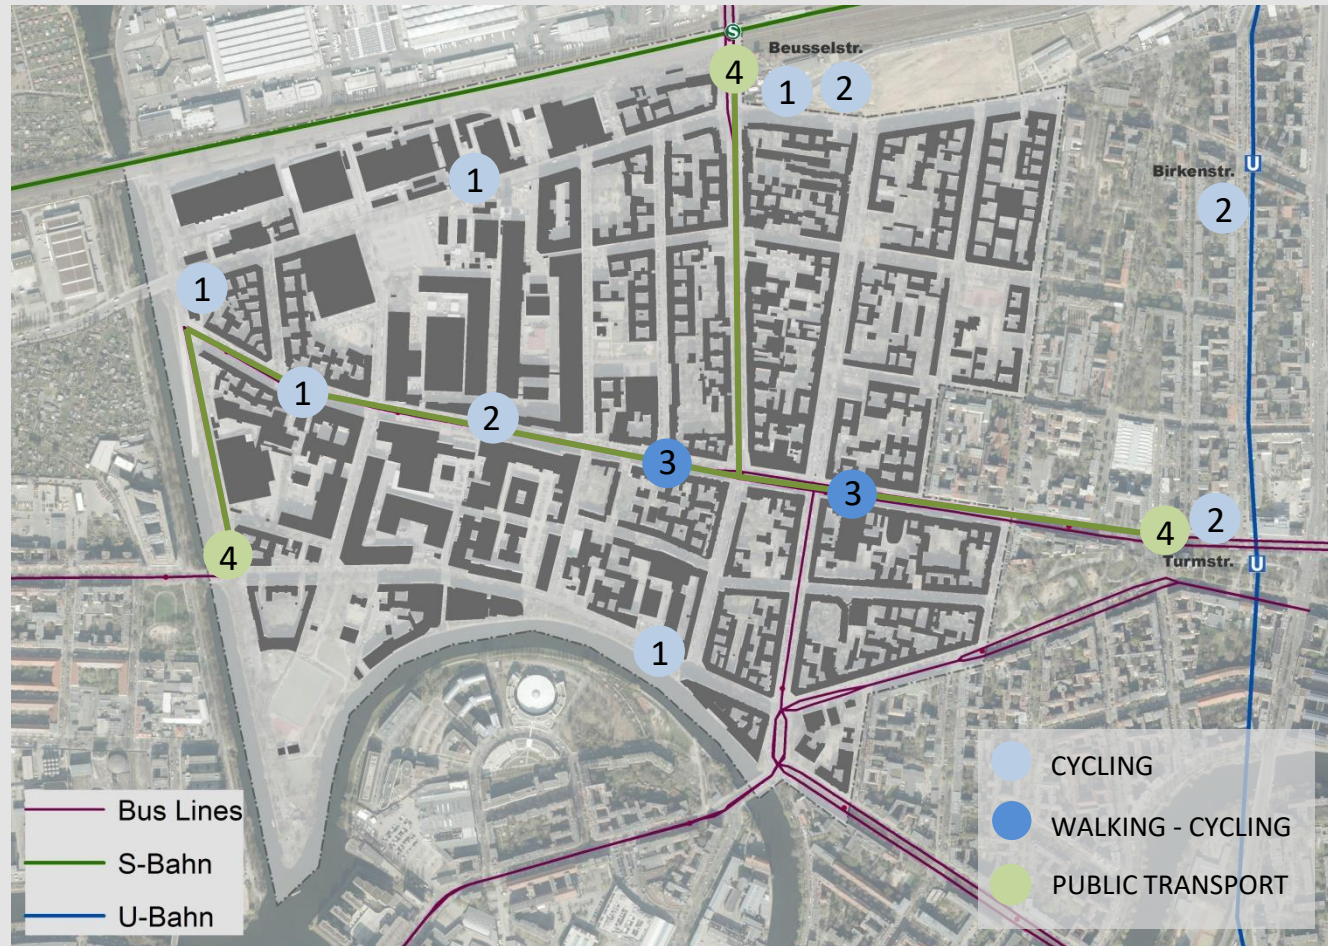 S
Beusselstr.
4
1
2
U
Birkenstr.
2
1
1
1
2
3
3
4
2
4
Turmstr.
U
1
Bus Lines
S-Bahn
U-Bahn
CYCLING
WALKING - CYCLING
PUBLIC TRANSPORT